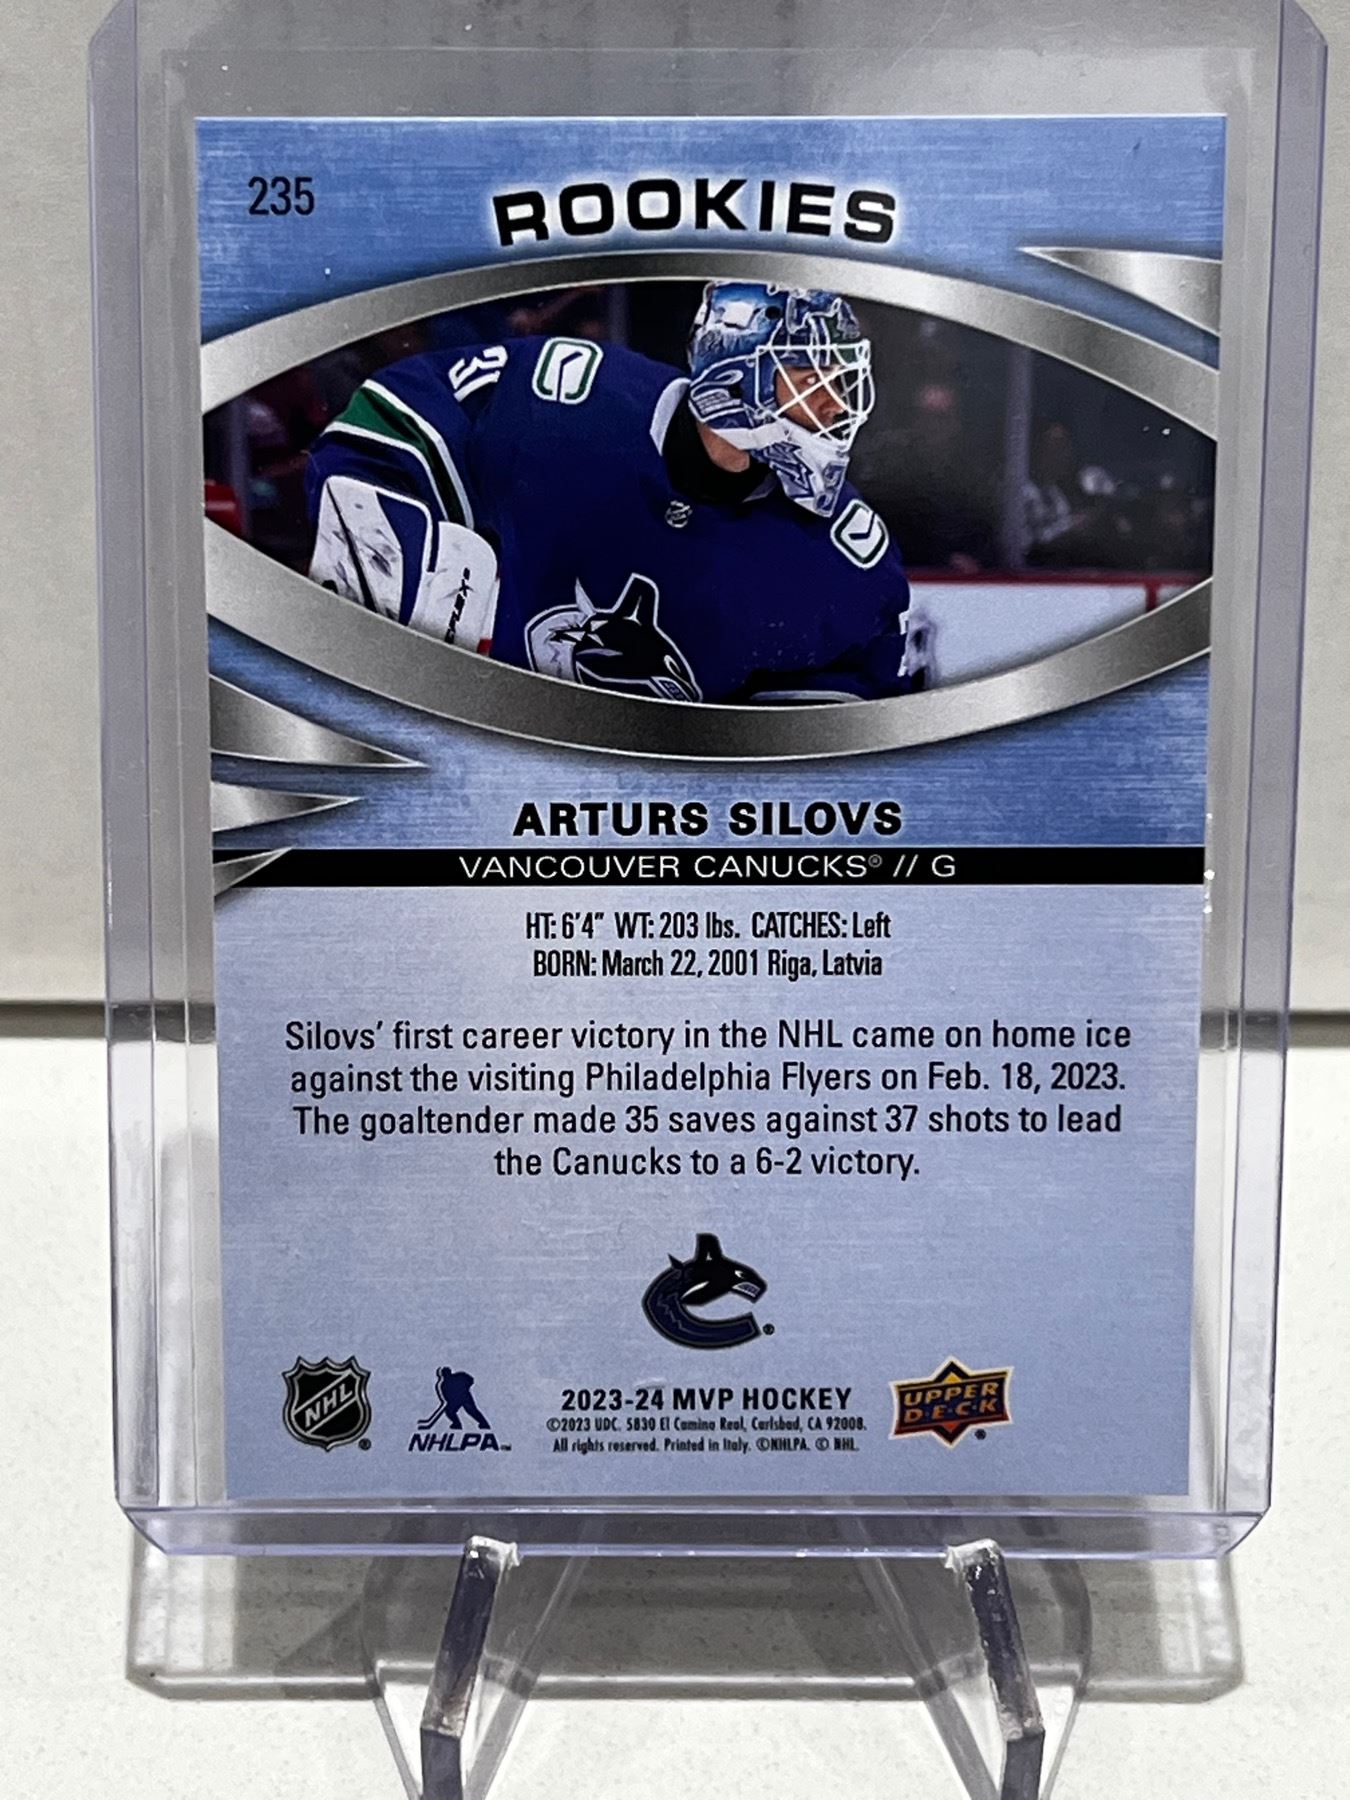 235
ROOKIES
31
ARTURS SILOVS
VANCOUVER CANUCKS® // G
HT: 6'4" WT: 203 lbs. CATCHES: Left
BORN: March 22, 2001 Riga, Latvia
Silovs' first career victory in the NHL came on home ice
against the visiting Philadelphia Flyers on Feb. 18, 2023.
The goaltender made 35 saves against 37 shots to lead
the Canucks to a 6-2 victory.
NHL ®
NHLPA™
2023-24 MVP HOCKEY
©2023 UDC. 5830 El Camino Real, Carlsbad, CA 92008.
All rights reserved. Printed in Italy. ©NHLPA. © NHL.
UPPER
DECK ®